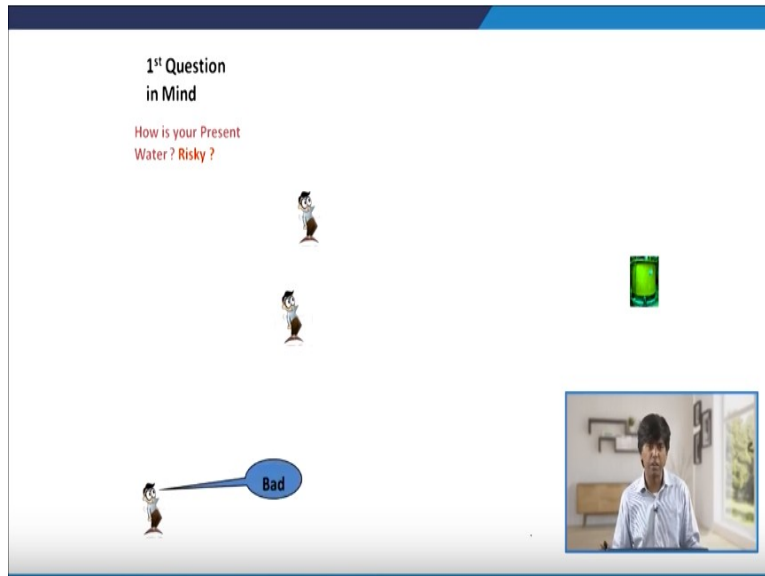 1st Question
in Mind
How is your Present
Water ? Risky ?
Bad